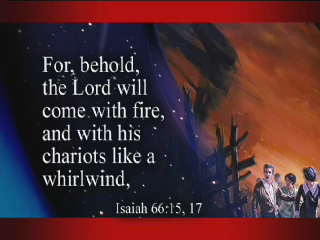 For, behold,
the Lord will
come with fire,
and with his
chariots like a
whirlwind,
Isaiah 66:15, 17